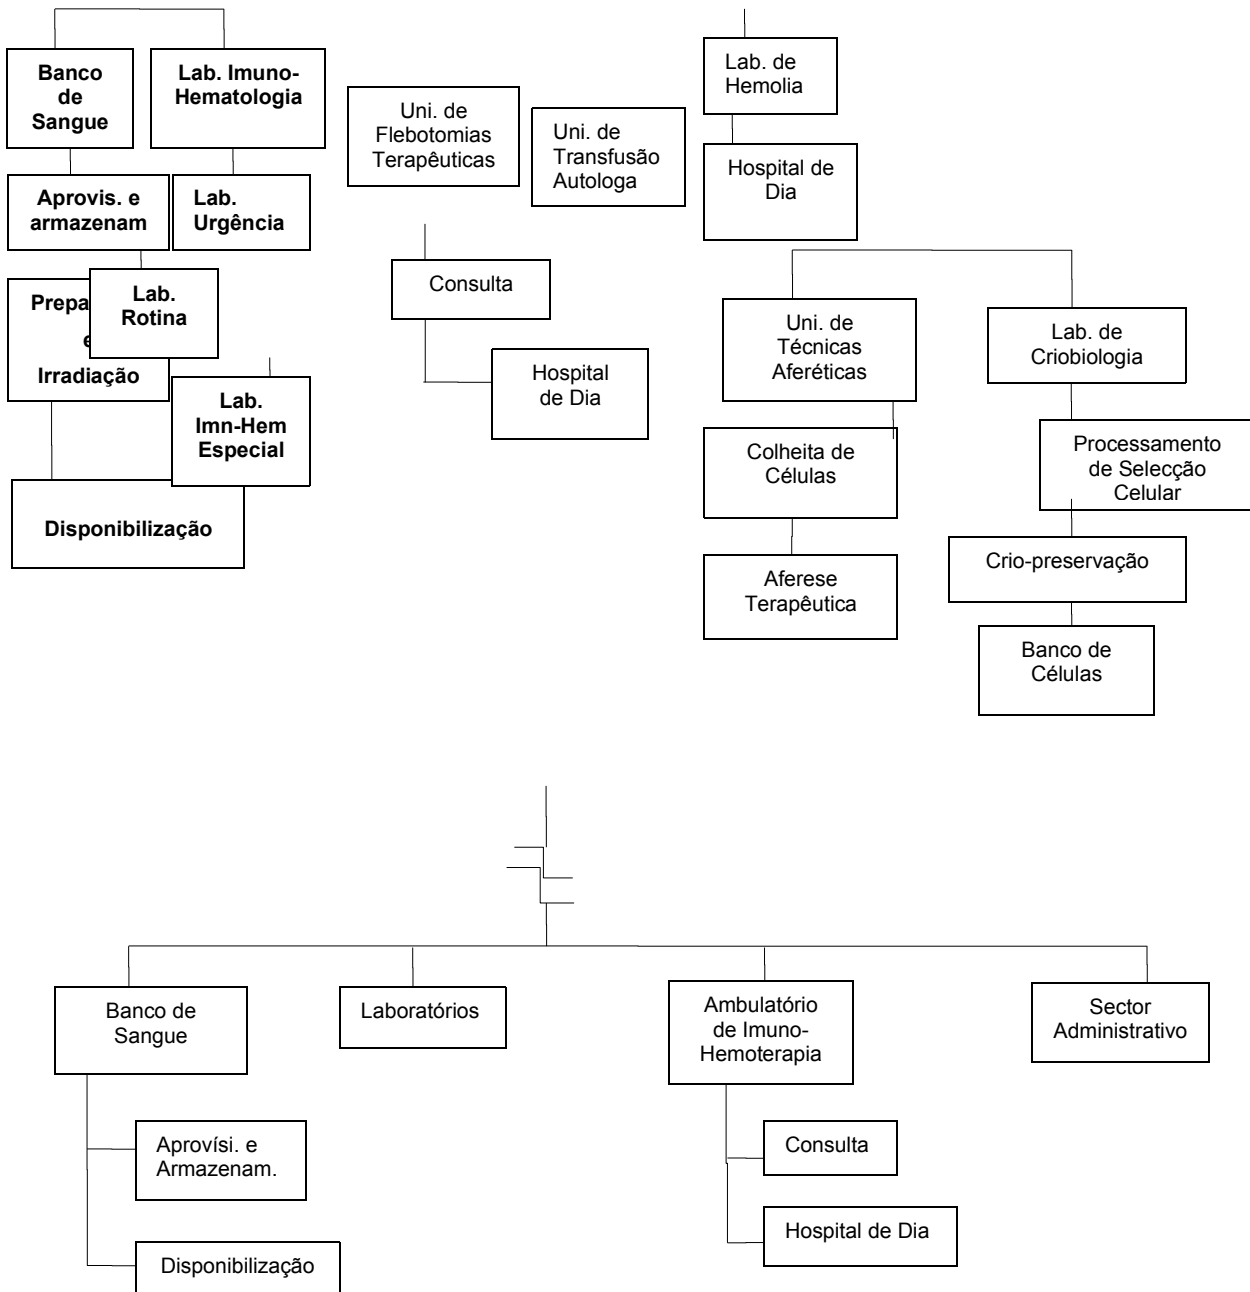 Banco
de
Sangue
Lab. Imuno-
Hematologia
Aprovis. e
armazenam
Lab.
Urgência
Prepa
e
Irradiação
Lab.
Rotina
Lab.
Imn-Hem
Especial
Disponibilização
Uni. de
Flebotomias
Terapêuticas
Uni. de
Transfusão
Autologa
Consulta
Hospital
de Dia
Lab. de
Hemolia
Hospital de
Dia
Uni. de
Técnicas
Aferéticas
Colheita de
Células
Aferese
Terapêutica
Lab. de
Criobiologia
Processamento
de Selecção
Celular
Crio-preservação
Banco de
Células
Banco de
Sangue
Aprovísi. e
Armazenam.
Disponibilização
Laboratórios
Ambulatório
de Imuno-
Hemoterapia
Consulta
Hospital de Dia
Sector
Administrativo